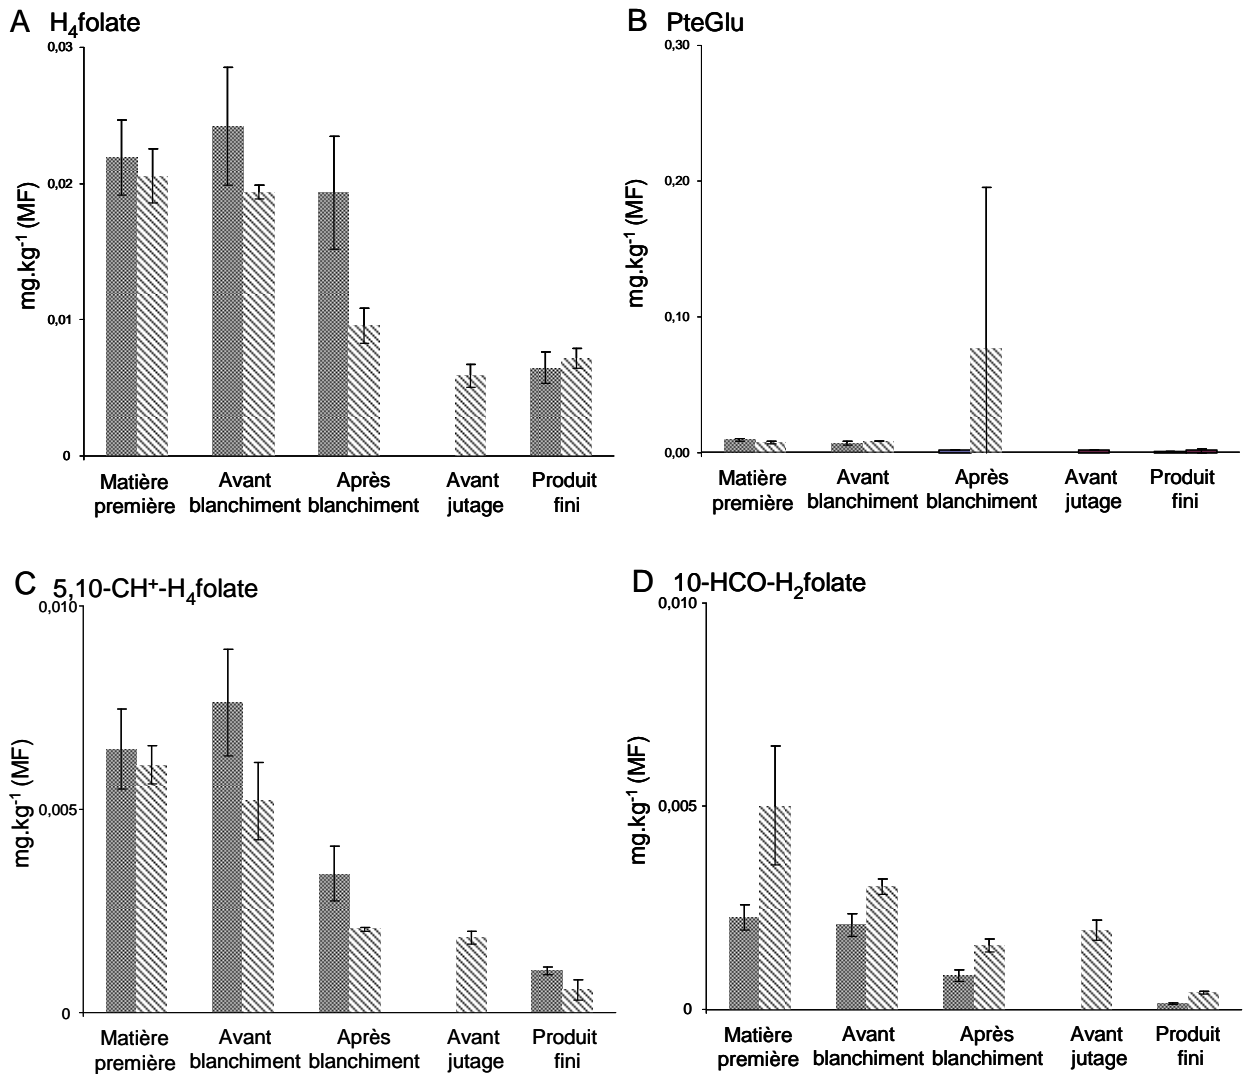 A H4folate
0,03
0,02
0,01
0
mg.kg-1 (MF)
Matière
première
Avant
blanchiment
Après
blanchiment
Avant
jutage
Produit
fini
B PteGlu
0,30
0,20
0,10
0,00
mg.kg-1 (MF)
Matière
première
Avant
blanchiment
Après
blanchiment
Avant
jutage
Produit
fini
C 5,10-CH+-H4folate
0,010
0,005
0
mg.kg-1 (MF)
Matière
première
Avant
blanchiment
Après
blanchiment
Avant
jutage
Produit
fini
D 10-HCO-H2folate
0,010
0,005
0
mg.kg-1 (MF)
Matière
première
Avant
blanchiment
Après
blanchiment
Avant
jutage
Produit
fini